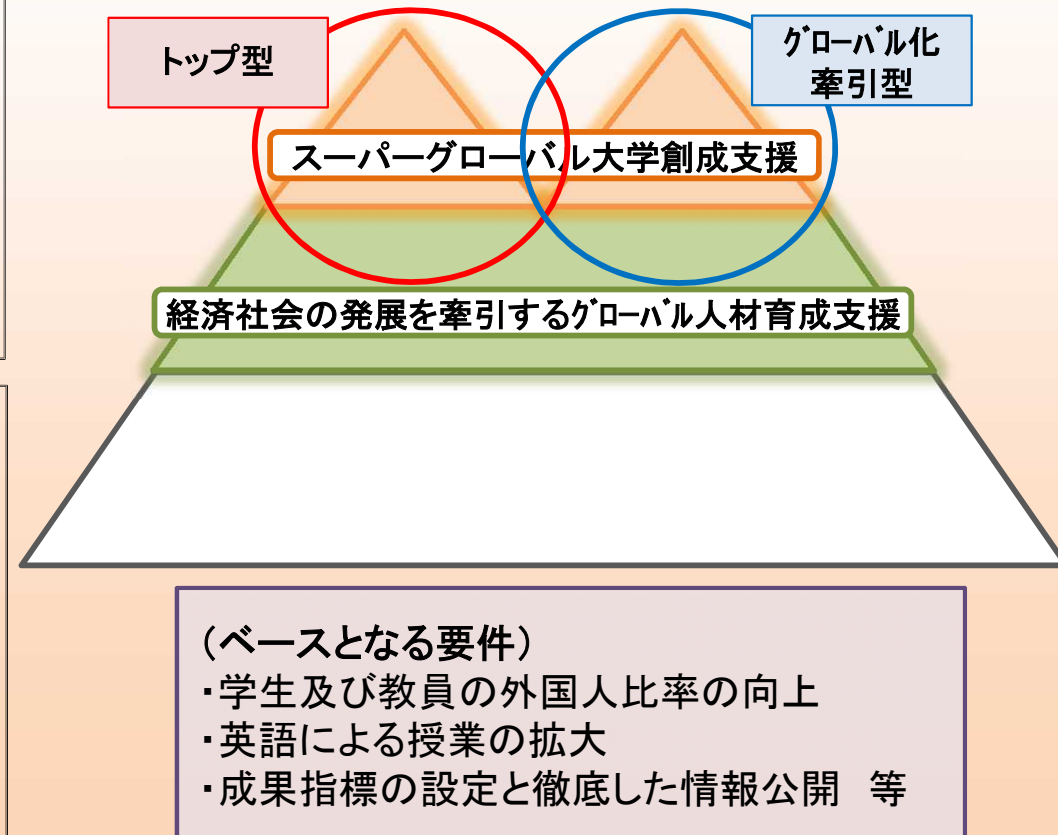 トップ型
グローバル化
牽引型
スーパーグローバル大学創成支援
経済社会の発展を牽引するグローバル人材育成支援
（ベースとなる要件）
・学生及び教員の外国人比率の向上
・英語による授業の拡大
・成果指標の設定と徹底した情報公開　等